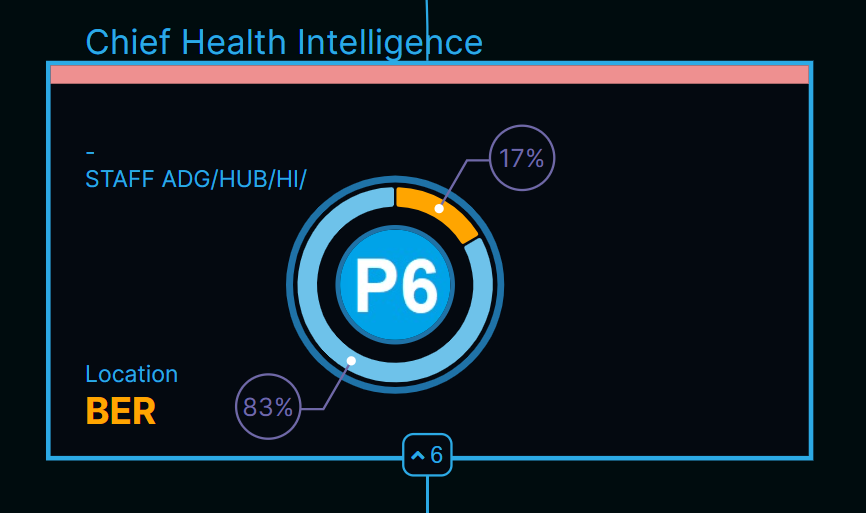 Chief Health Intelligence
-
STAFF ADG/HUB/HI/
17%
P6
Location
BER
83%
6